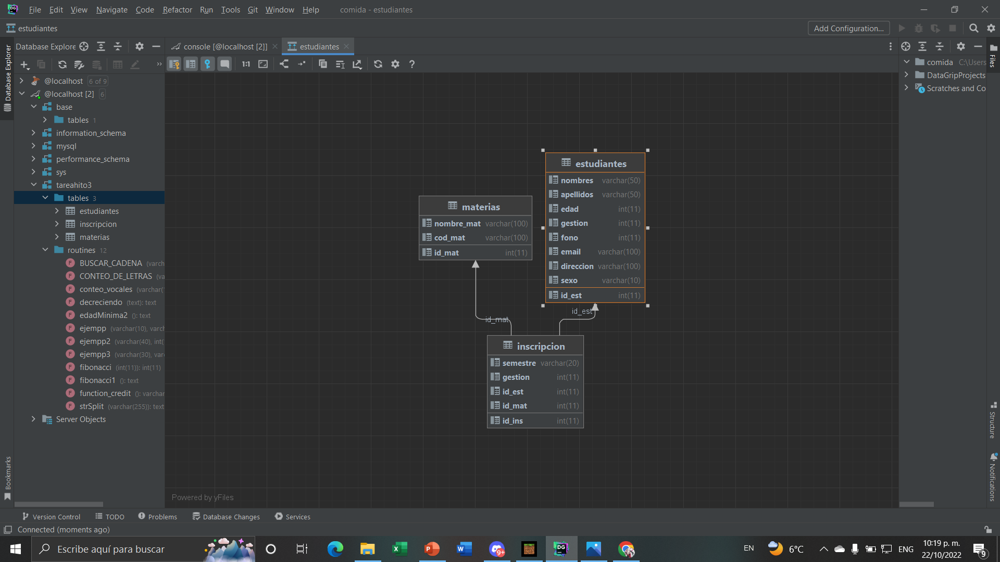 File Edit View Navigate Code Refactor Run Tools Git Window Help comida - estudiantes
estudiantes
Add Configuration...
Database Explorer
Database Explore
console [@localhost [2]]
estudiantes
1:1
@localhost 6 of 9
@localhost [2] 6
base
tables 1
information_schema
mysql
performance_schema
sys
tareahito3
tables 3
estudiantes
inscripcion
materias
routines 12
BUSCAR_CADENA (varch
CONTEO_DE_LETRAS (va
conteo_vocales (varchar(
decreciendo (text): text
edadMinima2 (): text
ejempp (varchar(10), varch
ejempp2 (varchar(40), int(
ejempp3 (varchar(30), var
fibonacci (int(11)): int(11)
fibonacci1 (): text
function_credit (): varchar
strSplit (varchar(255)): text
Server Objects
Bookmarks
materias
nombre_mat varchar(100)
cod_mat varchar(100)
id_mat int(11)
estudiantes
nombres varchar(50)
apellidos varchar(50)
edad int(11)
gestion int(11)
fono int(11)
email varchar(100)
direccion varchar(100)
sexo varchar(10)
id_est int(11)
id_mat
id_est
inscripcion
semestre varchar(20)
gestion int(11)
id_est int(11)
id_mat int(11)
id_ins int(11)
Powered by yFiles
comida C:\Users
DataGripProjects
Scratches and Co
Files
Structure
Notifications
Version Control TODO Problems Database Changes Services
Connected (moments ago)
Escribe aquí para buscar
9+
DG
EN
6°C
ENG
10:19 p. m.
22/10/2022
9